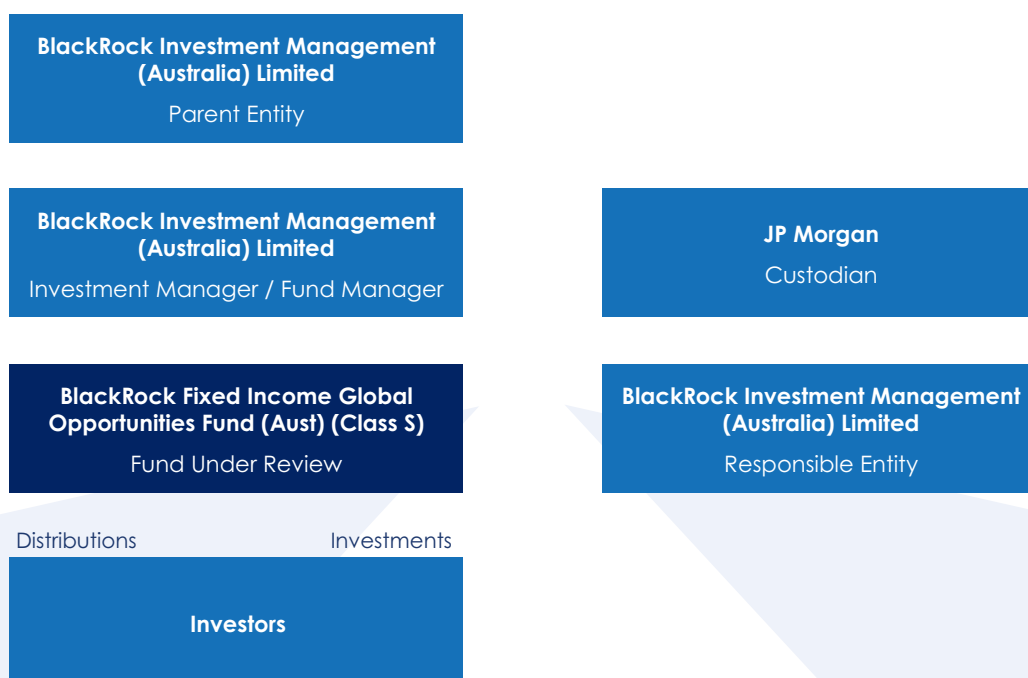 BlackRock Investment Management
(Australia) Limited
Parent Entity
BlackRock Investment Management
(Australia) Limited
Investment Manager / Fund Manager
JP Morgan
Custodian
BlackRock Fixed Income Global
Opportunities Fund (Aust) (Class S)
Fund Under Review
BlackRock Investment Management
(Australia) Limited
Responsible Entity
Distributions
Investments
Investors